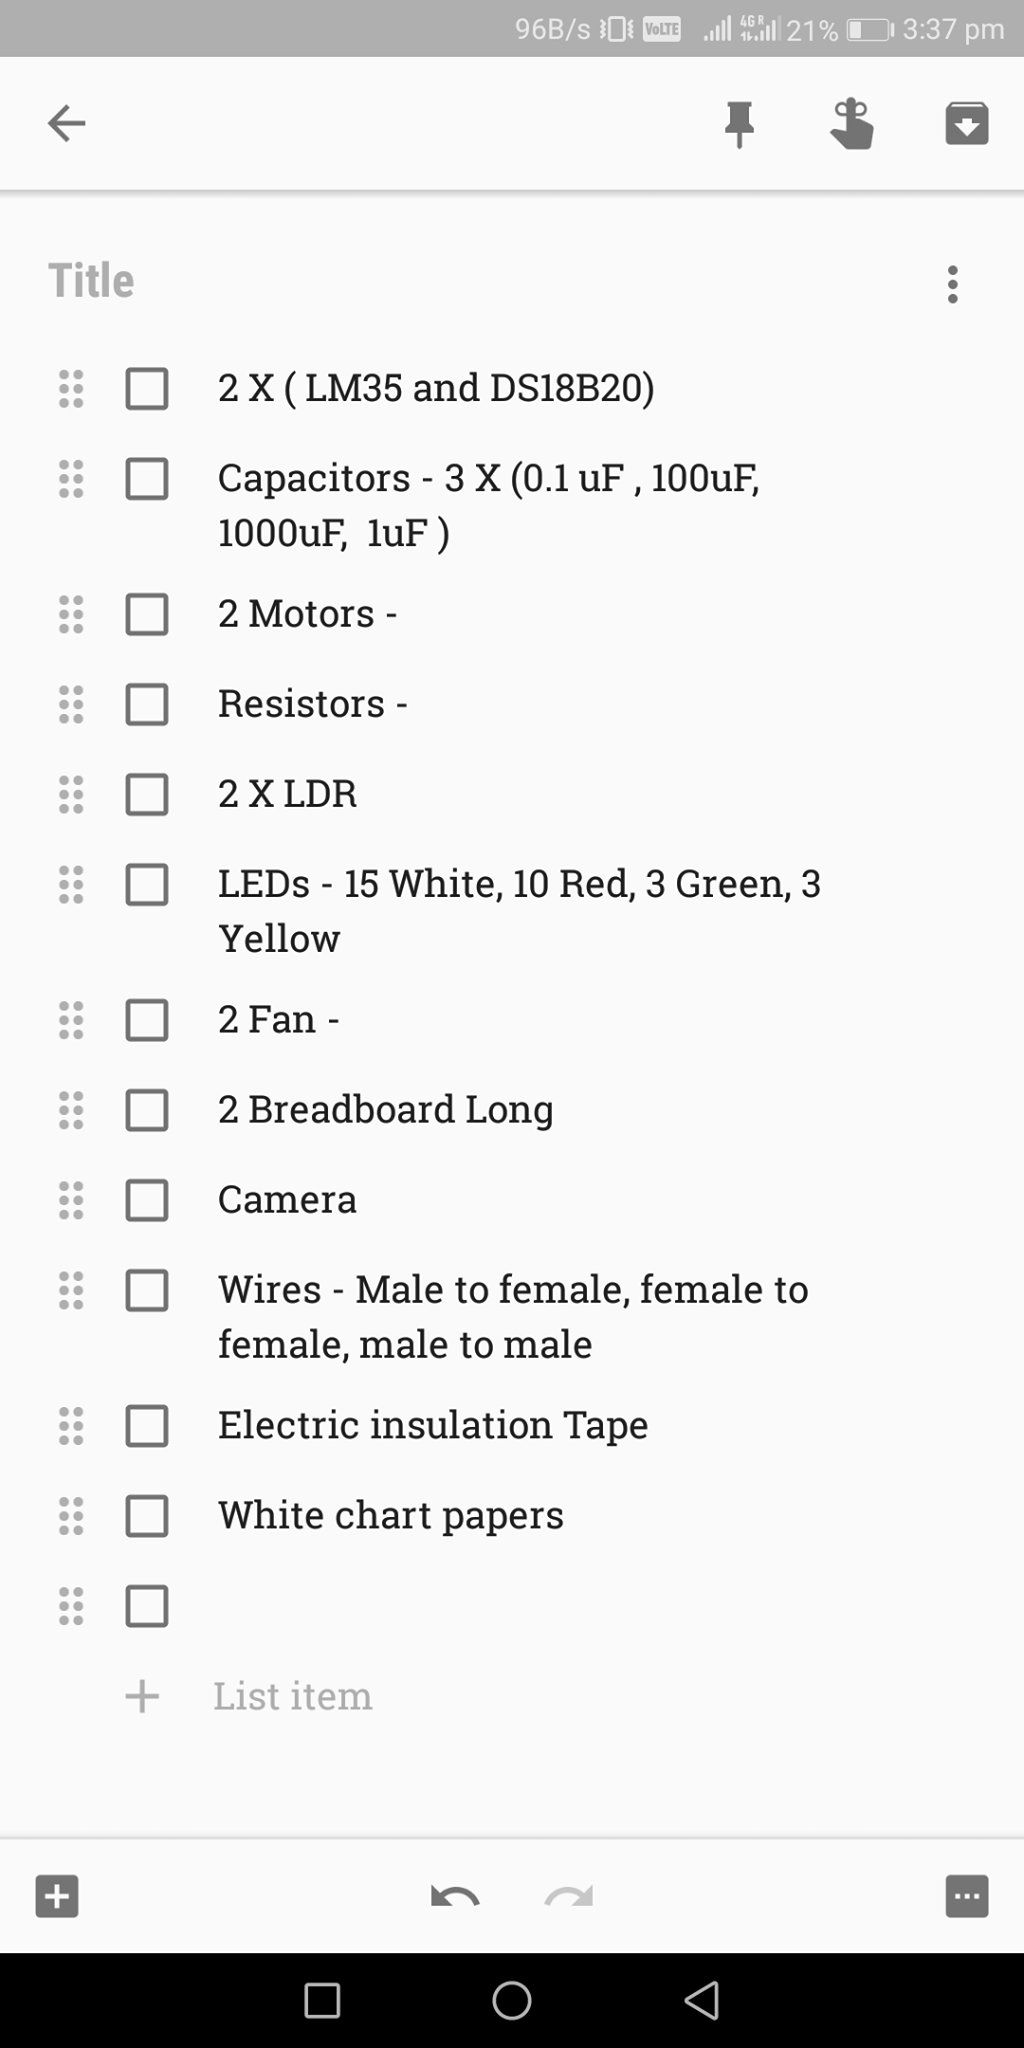 96B/s VoLTE 4G R 21% 3:37 pm
Title
2 X ( LM35 and DS18B20)
Capacitors - 3 X (0.1 uF , 100uF,
1000uF,  1uF )
2 Motors -
Resistors -
2 X LDR
LEDs - 15 White, 10 Red, 3 Green, 3
Yellow
2 Fan -
2 Breadboard Long
Camera
Wires - Male to female, female to
female, male to male
Electric insulation Tape
White chart papers
List item